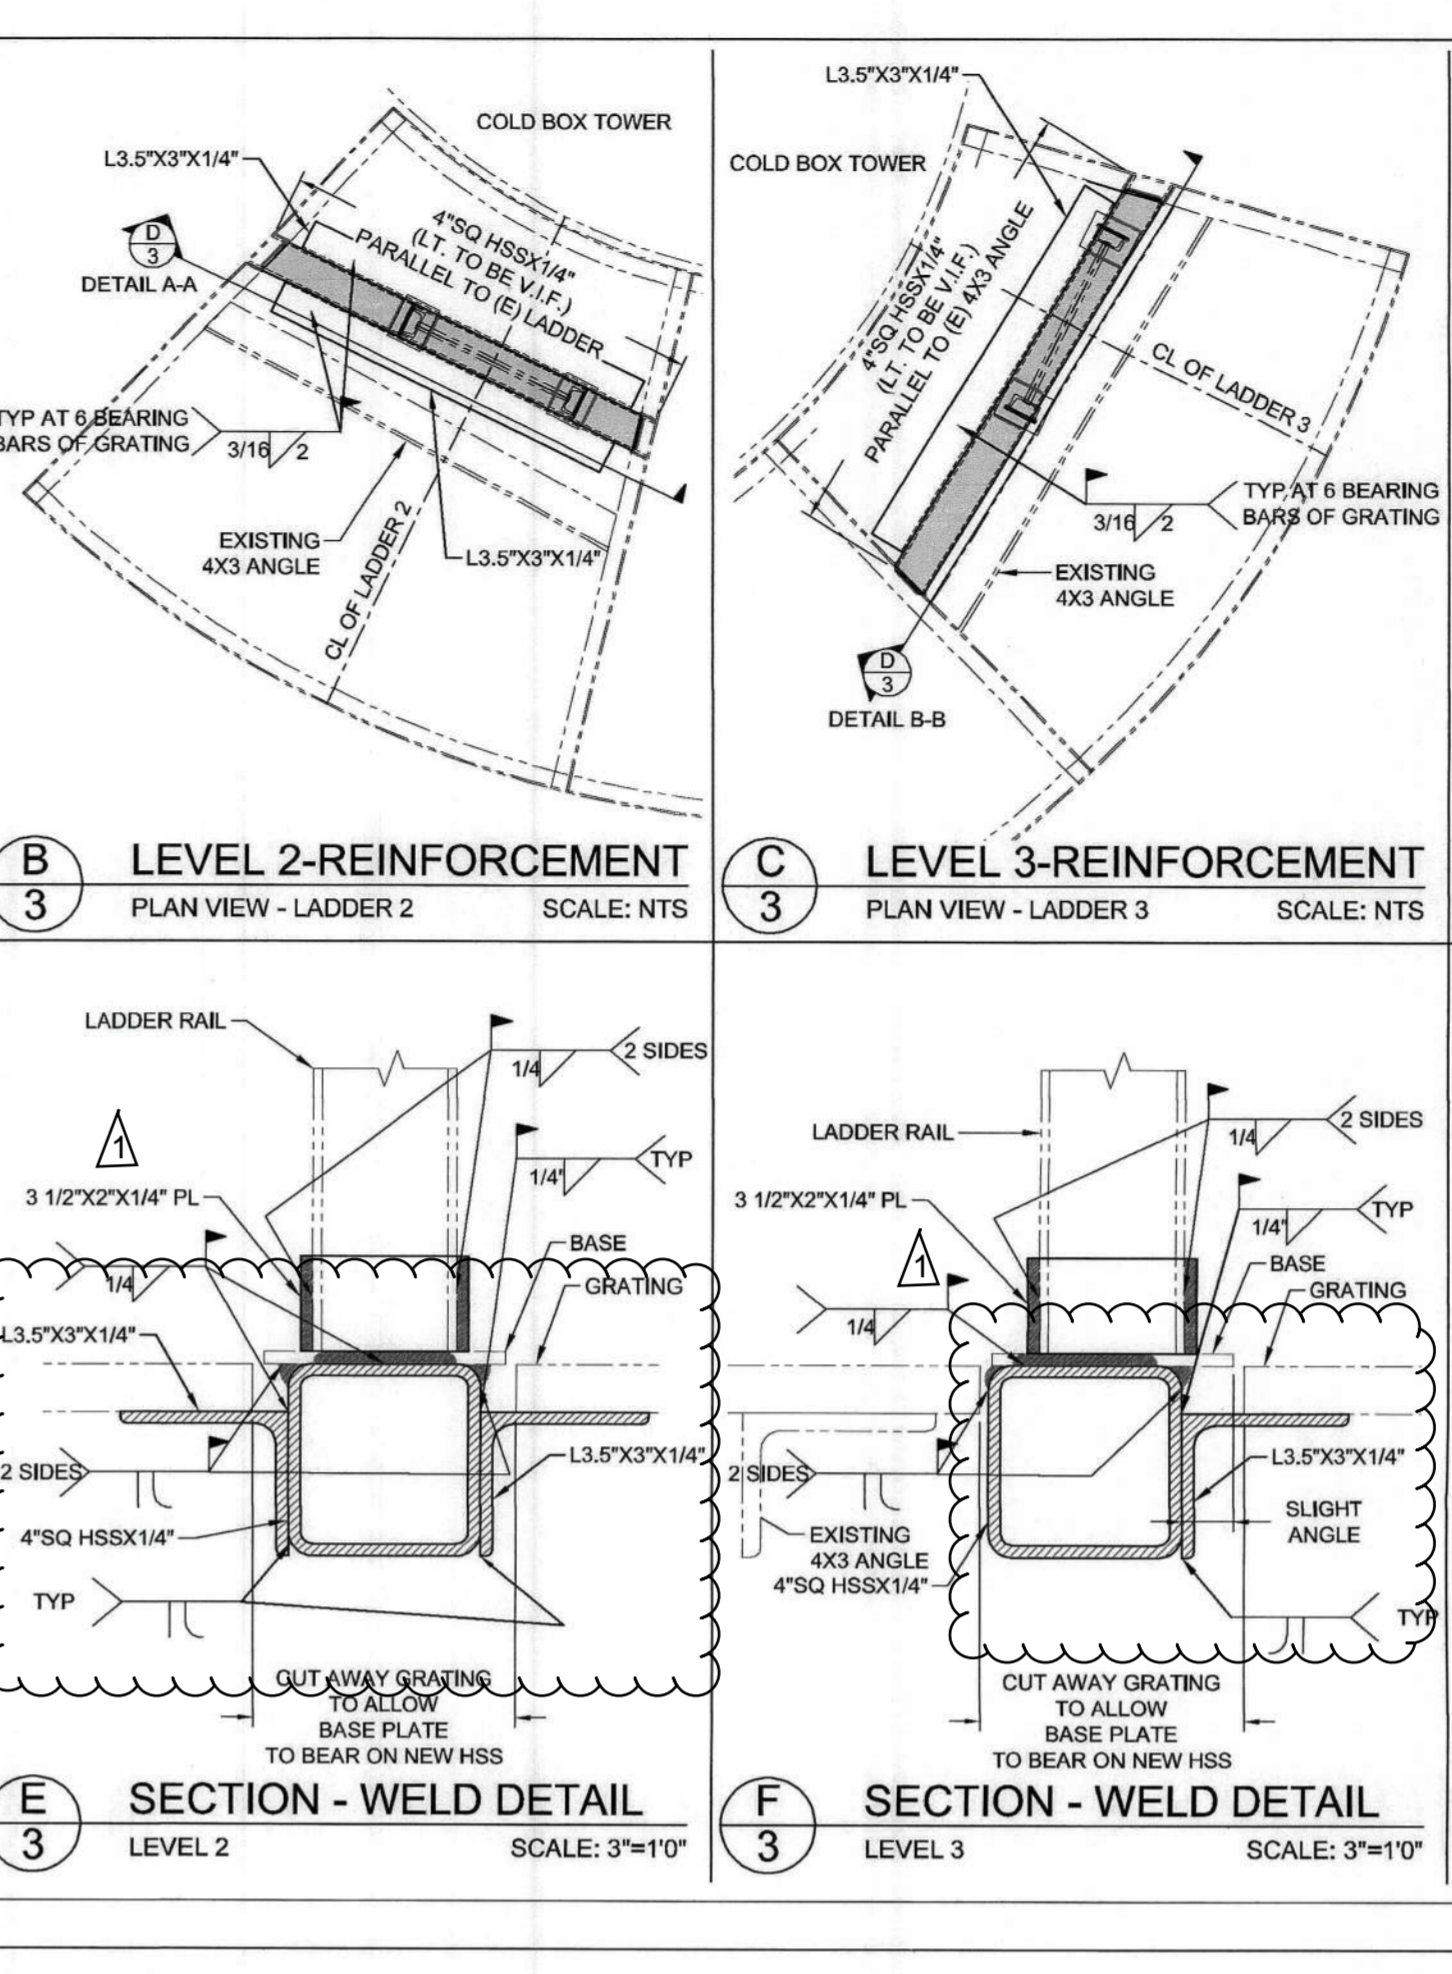 COLD BOX TOWER
L3.5"X3"X1/4"
D
3
DETAIL A-A
4"SQ HSSX1/4"
(LT. TO BE V.I.F.)
PARALLEL TO (E) LADDER
TYP AT 6 BEARING
BARS OF GRATING
3/16 2
EXISTING
4X3 ANGLE
L3.5"X3"X1/4"
CL OF LADDER 2
B
3
LEVEL 2-REINFORCEMENT
PLAN VIEW - LADDER 2
SCALE: NTS
L3.5"X3"X1/4"
COLD BOX TOWER
4"SQ HSSX1/4"
(LT. TO BE V.I.F.)
PARALLEL TO (E) 4X3 ANGLE
CL OF LADDER 3
3/16 2
TYP AT 6 BEARING
BARS OF GRATING
EXISTING
4X3 ANGLE
D
3
DETAIL B-B
C
3
LEVEL 3-REINFORCEMENT
PLAN VIEW - LADDER 3
SCALE: NTS
LADDER RAIL
1/4
2 SIDES
1
1/4"
TYP
3 1/2"X2"X1/4" PL
BASE
GRATING
1/4
L3.5"X3"X1/4"
L3.5"X3"X1/4"
2 SIDES
4"SQ HSSX1/4"
TYP
CUT AWAY GRATING
TO ALLOW
BASE PLATE
TO BEAR ON NEW HSS
E
3
SECTION - WELD DETAIL
LEVEL 2
SCALE: 3"=1'0"
LADDER RAIL
1/4
2 SIDES
3 1/2"X2"X1/4" PL
1/4"
TYP
1
BASE
GRATING
1/4
L3.5"X3"X1/4"
2 SIDES
SLIGHT
ANGLE
EXISTING
4X3 ANGLE
4"SQ HSSX1/4"
TYP
CUT AWAY GRATING
TO ALLOW
BASE PLATE
TO BEAR ON NEW HSS
F
3
SECTION - WELD DETAIL
LEVEL 3
SCALE: 3"=1'0"